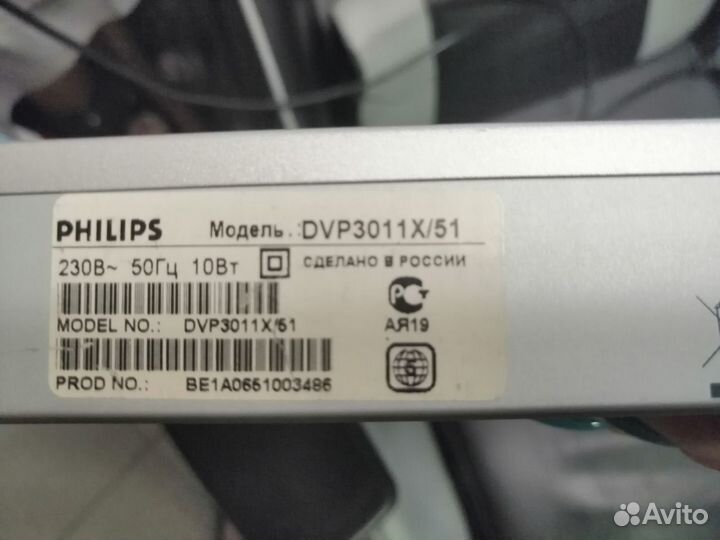 PHILIPS Модель.: DVP3011X/51
230В~ 50Гц 10Вт СДЕЛАНО В РОССИИ
MODEL NO.: DVP3011X/51
АЯ19
PROD NO.: BE1A0651003486
Avito